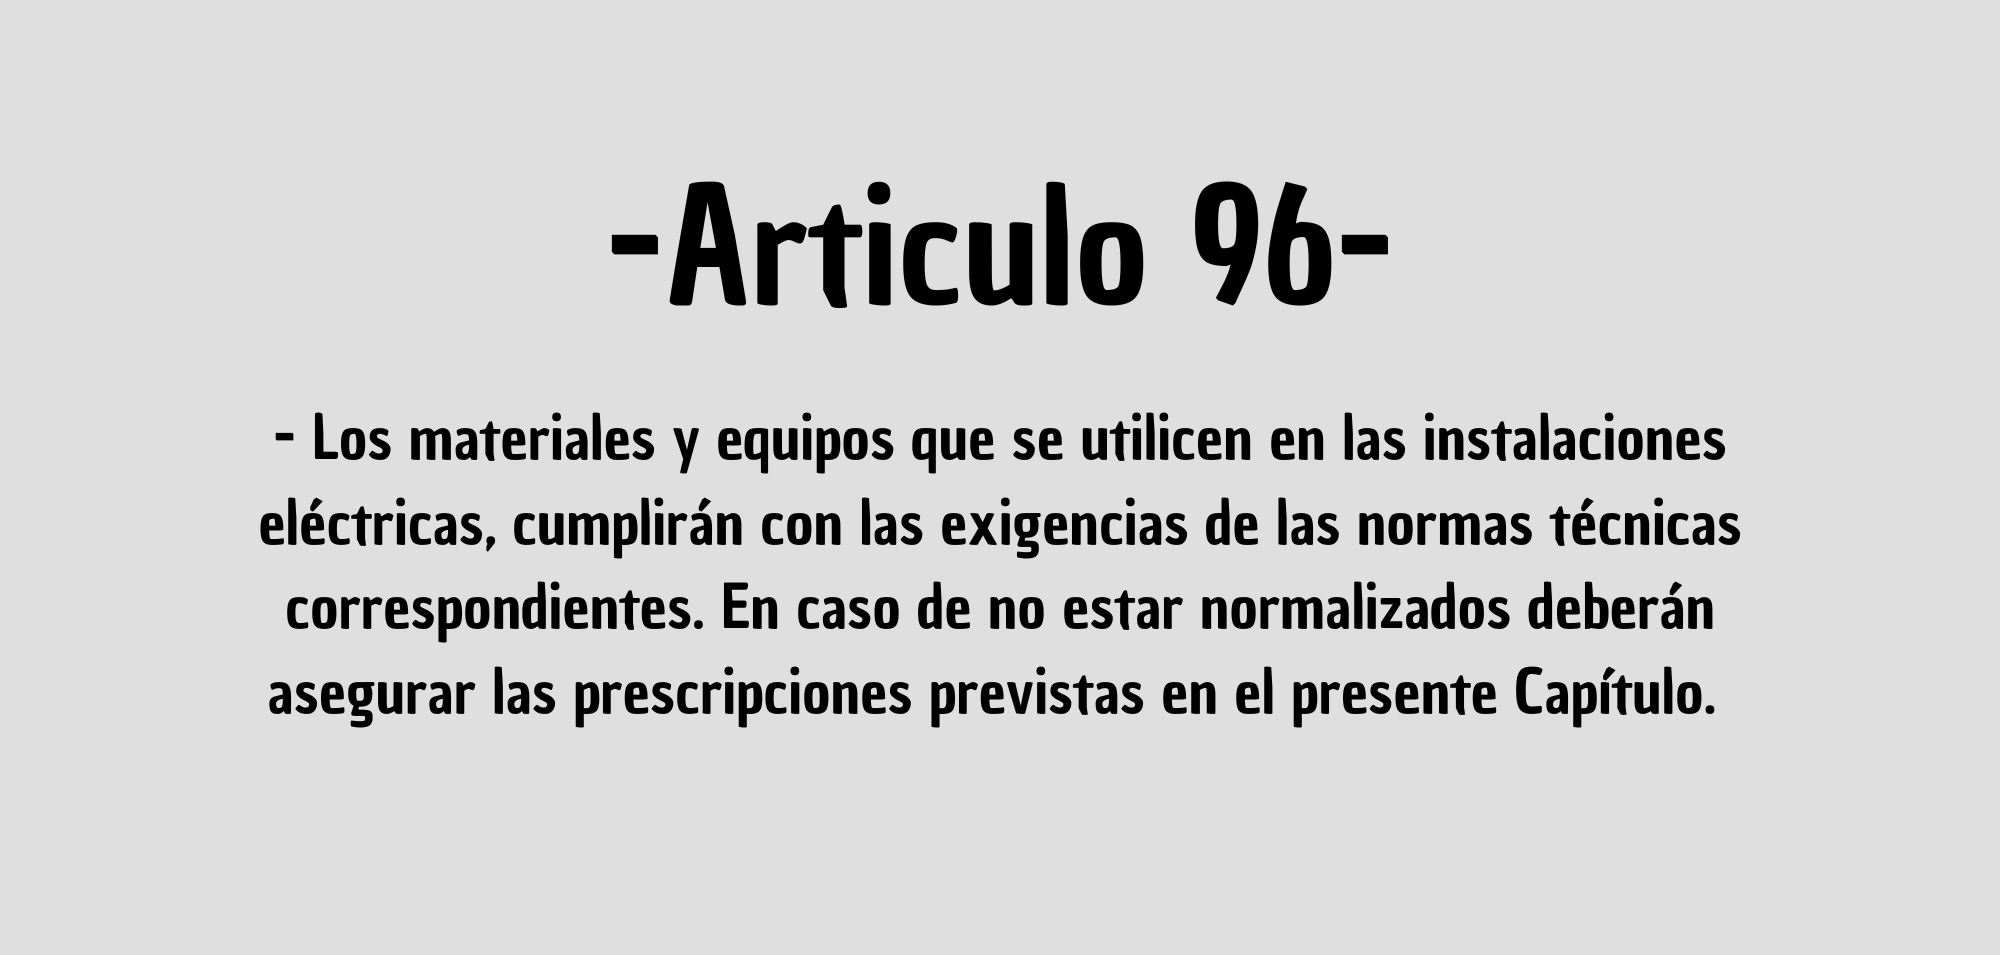 -Articulo 96-
- Los materiales y equipos que se utilicen en las instalaciones
eléctricas, cumplirán con las exigencias de las normas técnicas
correspondientes. En caso de no estar normalizados deberán
asegurar las prescripciones previstas en el presente Capítulo.